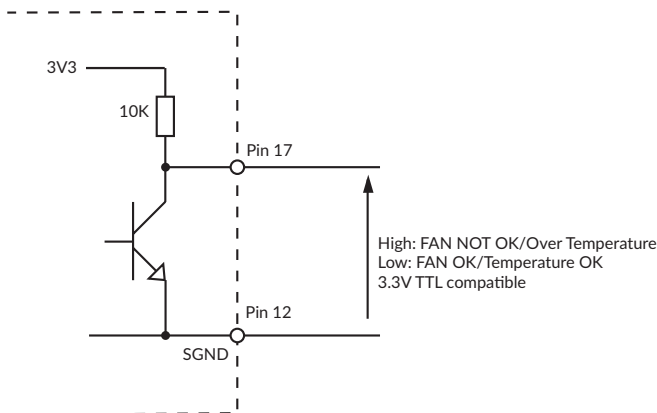 3V3
10K
Pin 17
High: FAN NOT OK/Over Temperature
Low: FAN OK/Temperature OK
3.3V TTL compatible
Pin 12
SGND